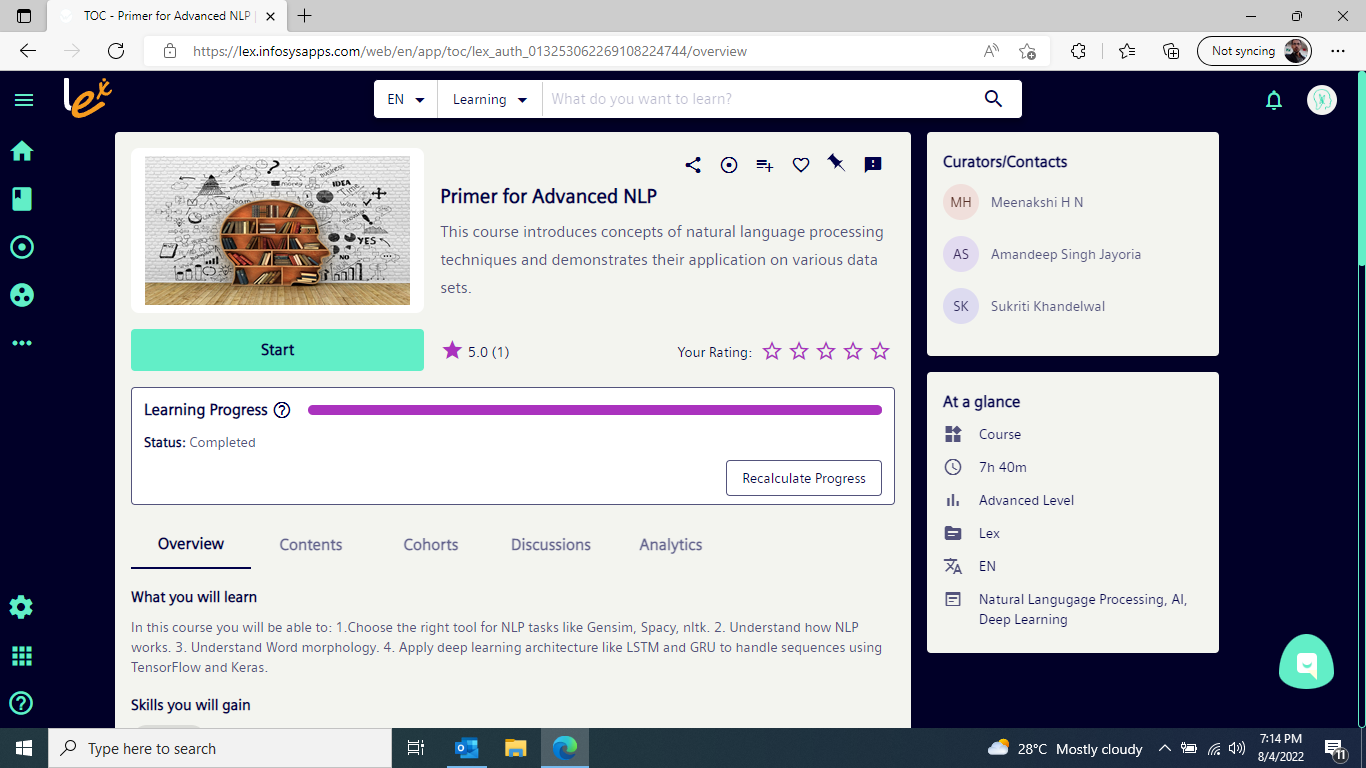 TOC - Primer for Advanced NLP |
https://lex.infosysapps.com/web/en/app/toc/lex_auth_013253062269108224744/overview
Not syncing
lex
EN
Learning
What do you want to learn?
IDEA
YES
NO
Primer for Advanced NLP
This course introduces concepts of natural language processing
techniques and demonstrates their application on various data
sets.
Start
5.0 (1)
Your Rating:
Learning Progress
Status: Completed
Recalculate Progress
Overview
Contents
Cohorts
Discussions
Analytics
What you will learn
In this course you will be able to: 1.Choose the right tool for NLP tasks like Gensim, Spacy, nltk. 2. Understand how NLP
works. 3. Understand Word morphology. 4. Apply deep learning architecture like LSTM and GRU to handle sequences using
TensorFlow and Keras.
Skills you will gain
Curators/Contacts
MH Meenakshi H N
AS Amandeep Singh Jayoria
SK Sukriti Khandelwal
At a glance
Course
7h 40m
Advanced Level
Lex
EN
Natural Langugage Processing, AI,
Deep Learning
Type here to search
28°C Mostly cloudy
7:14 PM
8/4/2022
11